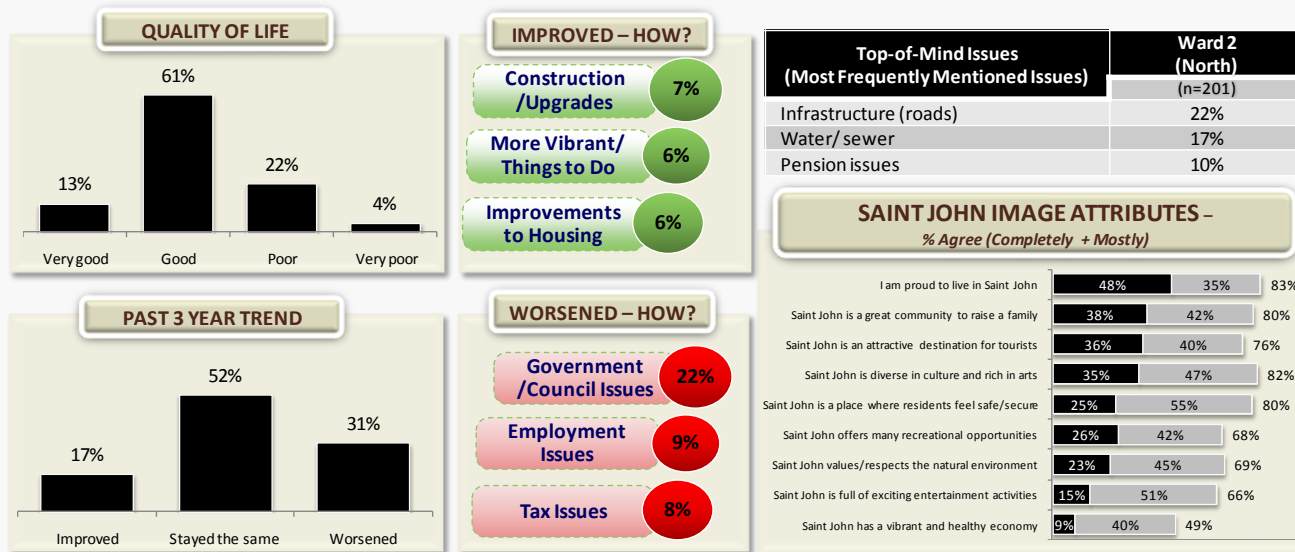 QUALITY OF LIFE
13%
61%
22%
4%
Very good
Good
Poor
Very poor
IMPROVED – HOW?
Construction
/Upgrades
7%
More Vibrant/
Things to Do
6%
Improvements
to Housing
6%
Top-of-Mind Issues
(Most Frequently Mentioned Issues)
Ward 2
(North)
(n=201)
Infrastructure (roads) 22%
Water/ sewer 17%
Pension issues 10%
PAST 3 YEAR TREND
17%
52%
31%
Improved
Stayed the same
Worsened
WORSENED – HOW?
Government
/Council Issues
22%
Employment
Issues
9%
Tax Issues
8%
SAINT JOHN IMAGE ATTRIBUTES –
% Agree (Completely + Mostly)
I am proud to live in Saint John 48% 35% 83%
Saint John is a great community to raise a family 38% 42% 80%
Saint John is an attractive destination for tourists 36% 40% 76%
Saint John is diverse in culture and rich in arts 35% 47% 82%
Saint John is a place where residents feel safe/secure 25% 55% 80%
Saint John offers many recreational opportunities 26% 42% 68%
Saint John values/respects the natural environment 23% 45% 69%
Saint John is full of exciting entertainment activities 15% 51% 66%
Saint John has a vibrant and healthy economy 9% 40% 49%